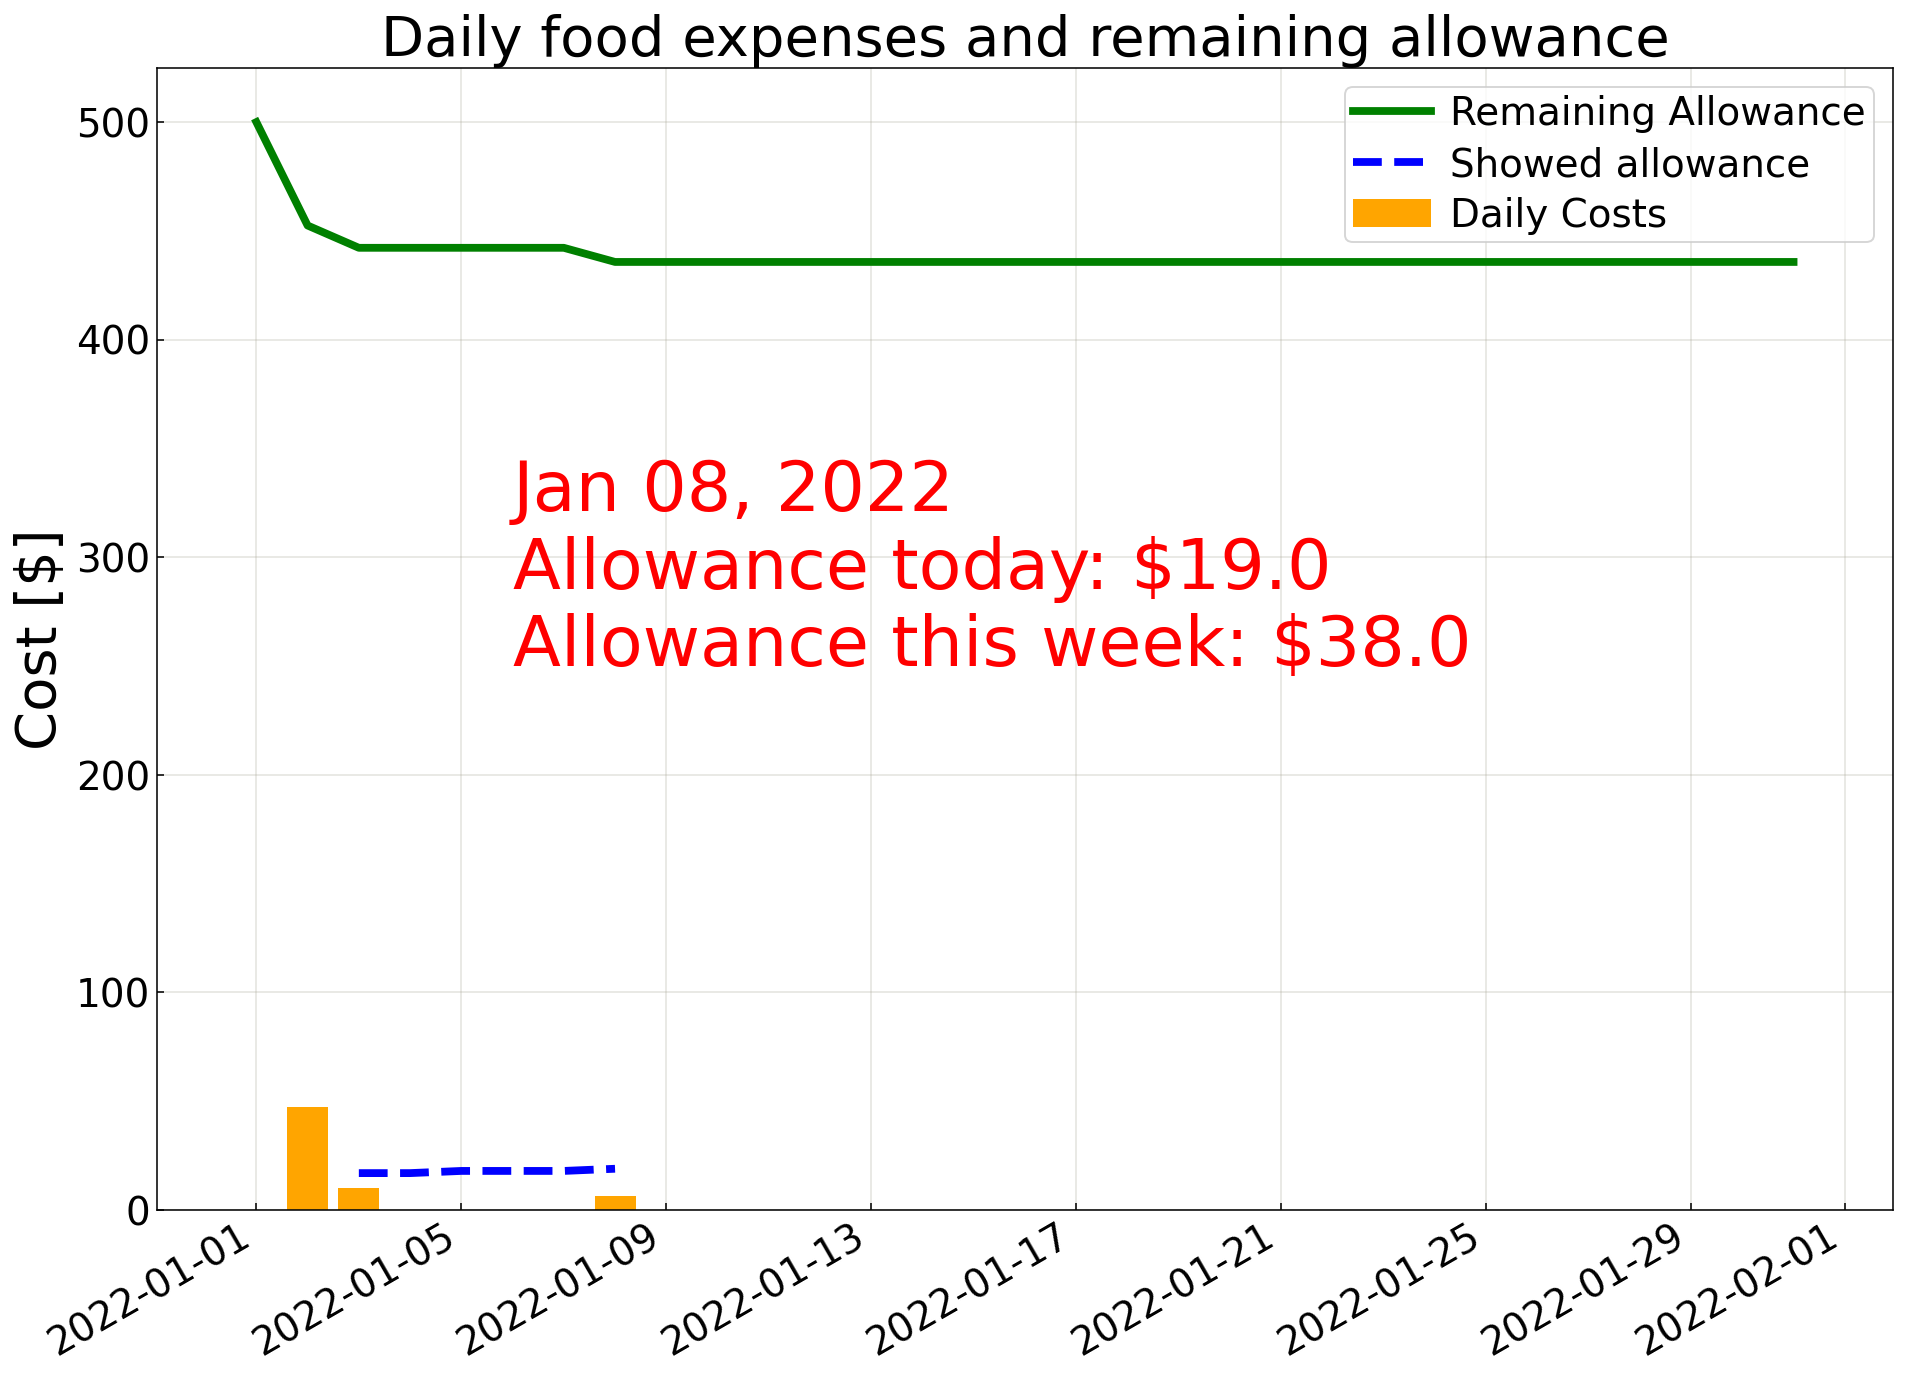 Daily food expenses and remaining allowance
Remaining Allowance
Showed allowance
Daily Costs
Cost [$]
500
400
300
200
100
0
Jan 08, 2022
Allowance today: $19.0
Allowance this week: $38.0
2022-01-01
2022-01-05
2022-01-09
2022-01-13
2022-01-17
2022-01-21
2022-01-25
2022-01-29
2022-02-01